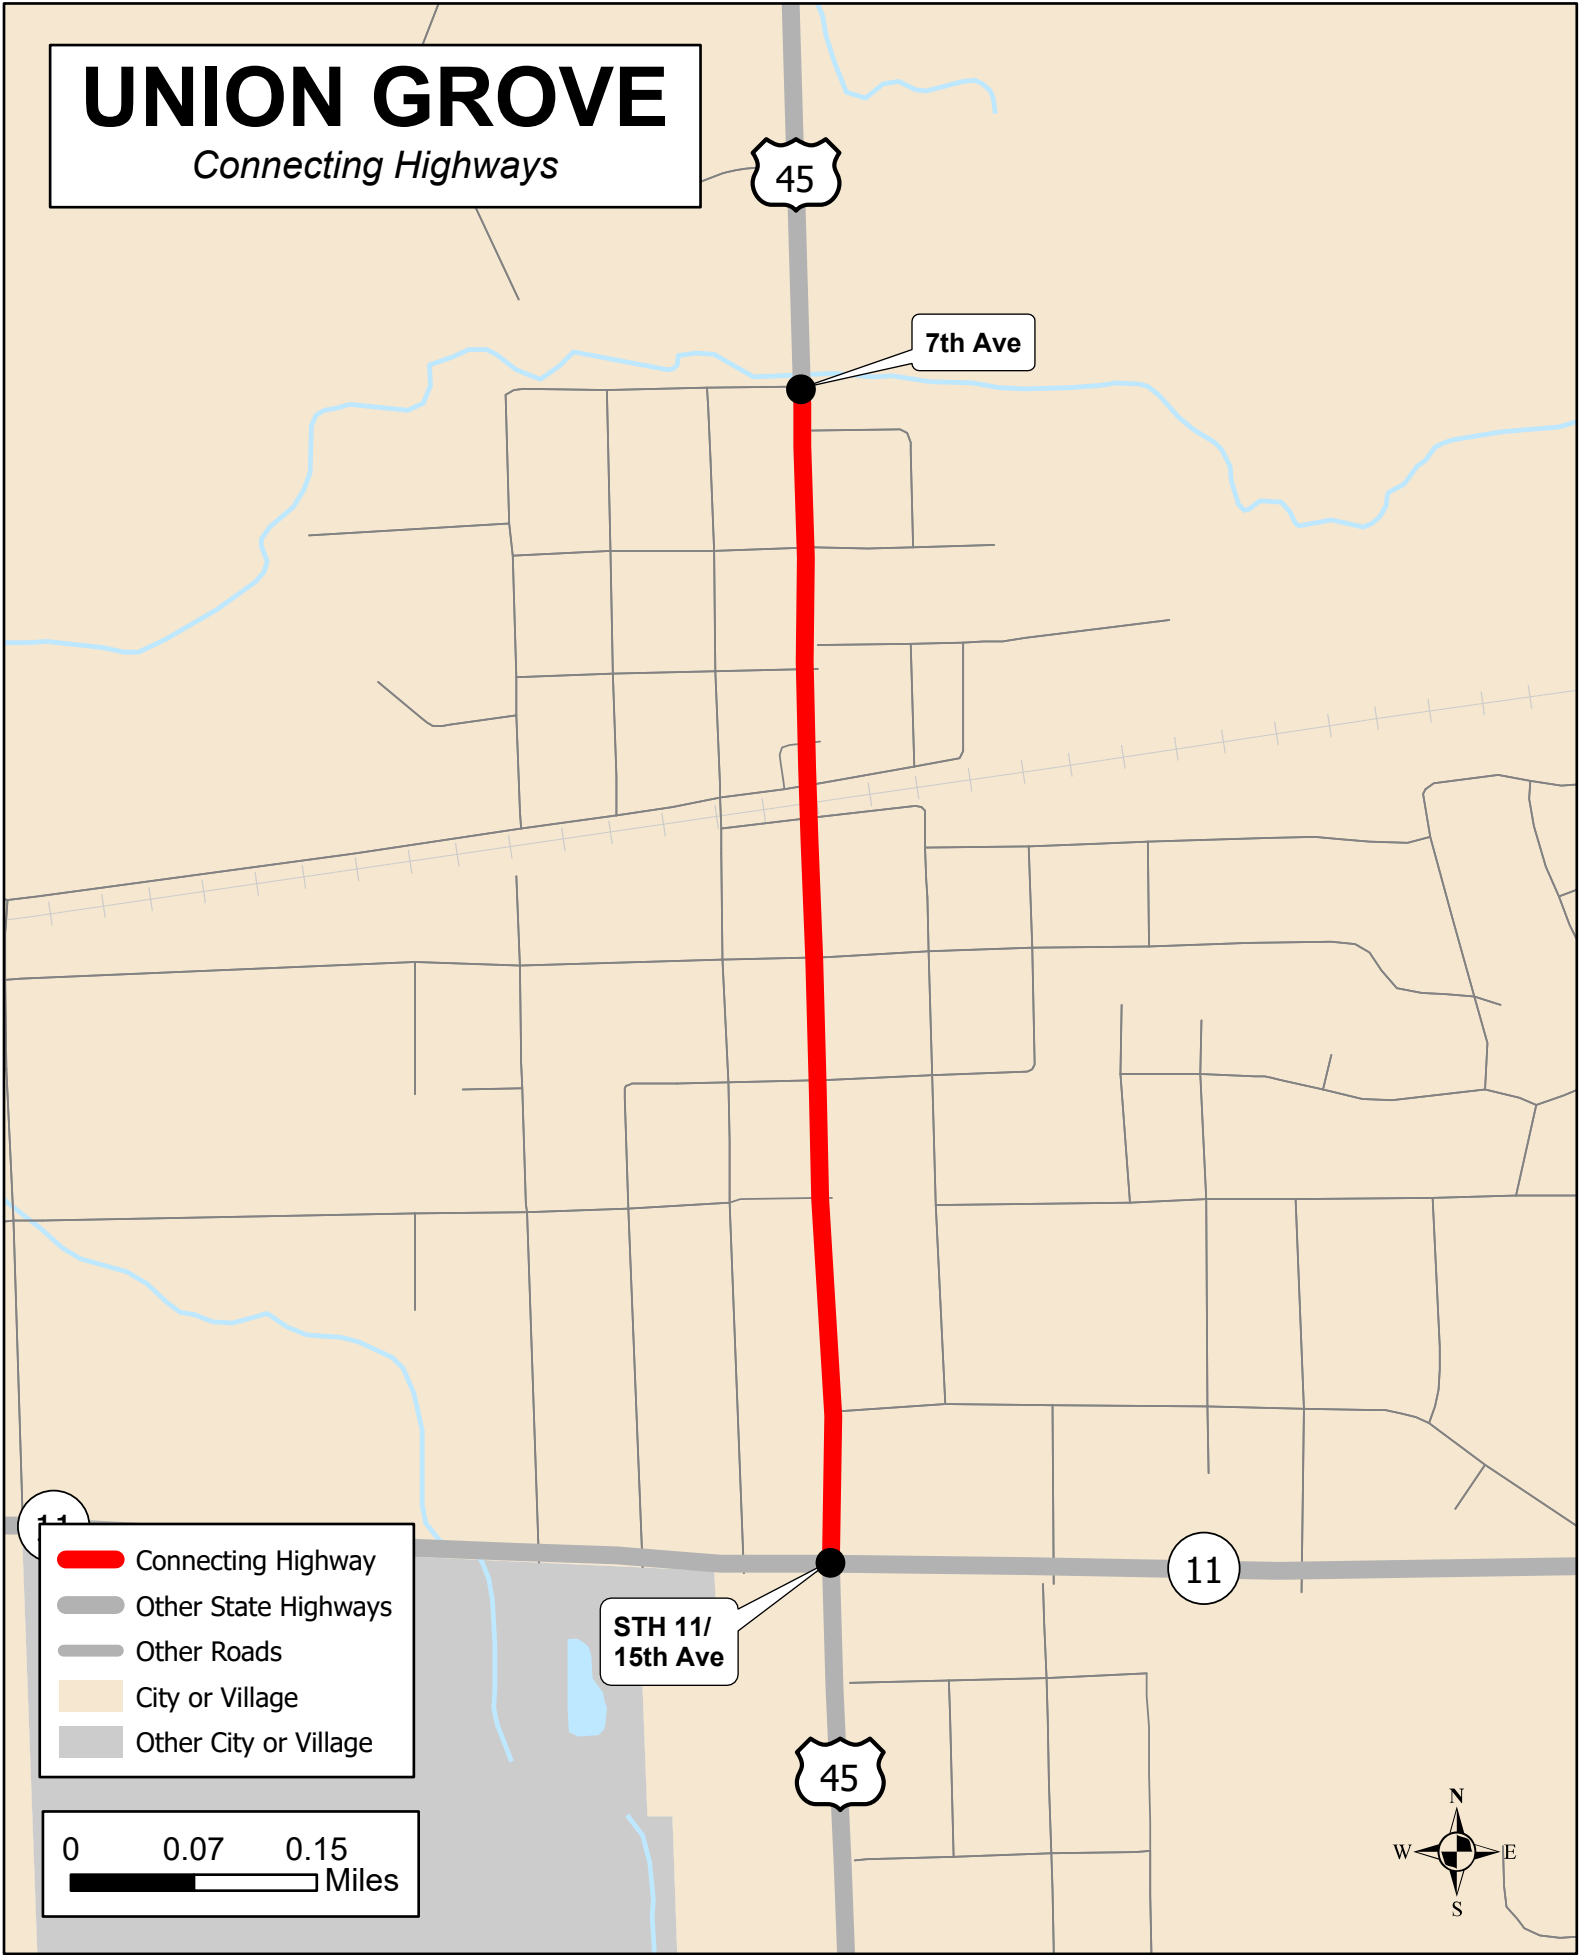 UNION GROVE
Connecting Highways
45
7th Ave
11
Connecting Highway
Other State Highways
Other Roads
City or Village
Other City or Village
11
STH 11/
15th Ave
45
0 0.07 0.15
Miles
N
W E
S